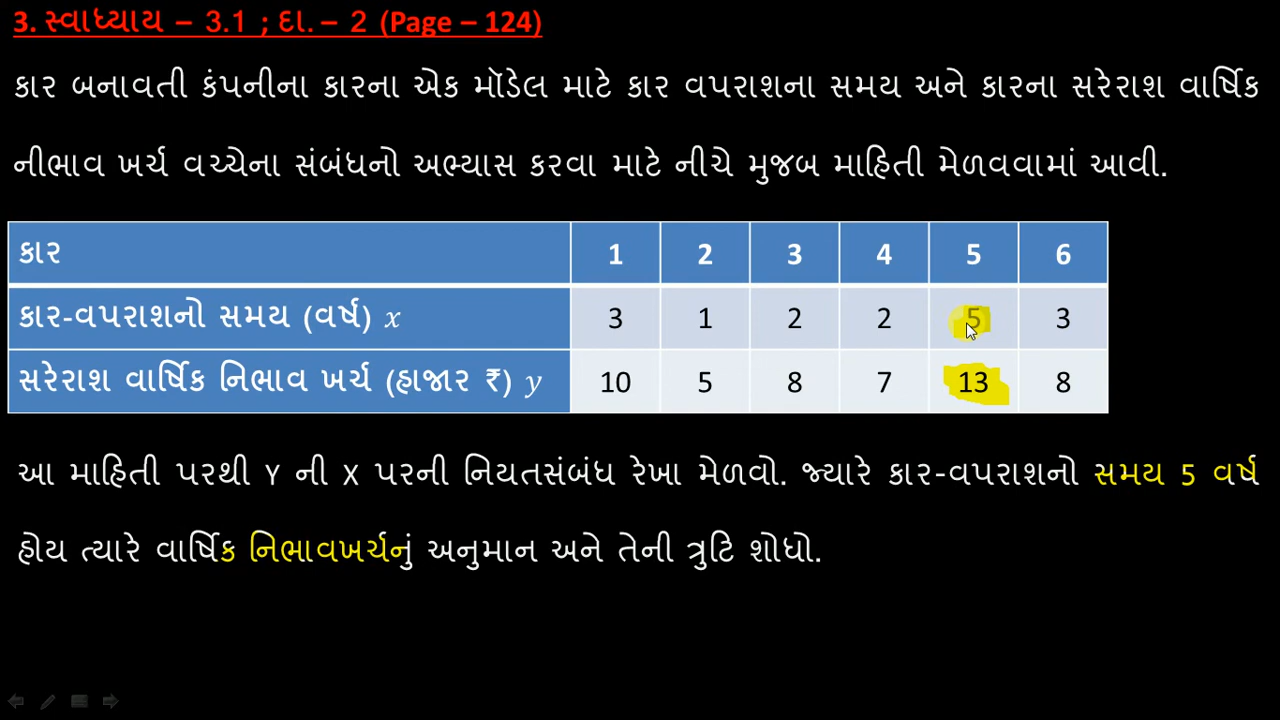 3. સ્વાધ્યાય – 3.1 ; દા. – 2 (Page – 124)
કાર બનાવતી કંપનીના કારના એક મૉડેલ માટે કાર વપરાશના સમય અને કારના સરેરાશ વાર્ષિક
નીભાવ ખર્ચ વચ્ચેના સંબંધનો અભ્યાસ કરવા માટે નીચે મુજબ માહિતી મેળવવામાં આવી.
કાર 1 2 3 4 5 6
કાર-વપરાશનો સમય (વર્ષ) x 3 1 2 2 5 3
સરેરાશ વાર્ષિક નિભાવ ખર્ચ (હાજાર ₹) y 10 5 8 7 13 8
આ માહિતી પરથી Y ની X પરની નિયતસંબંધ રેખા મેળવો. જ્યારે કાર-વપરાશનો સમય 5 વર્ષ
હોય ત્યારે વાર્ષિક નિભાવખર્ચનું અનુમાન અને તેની ત્રુટિ શોધો.